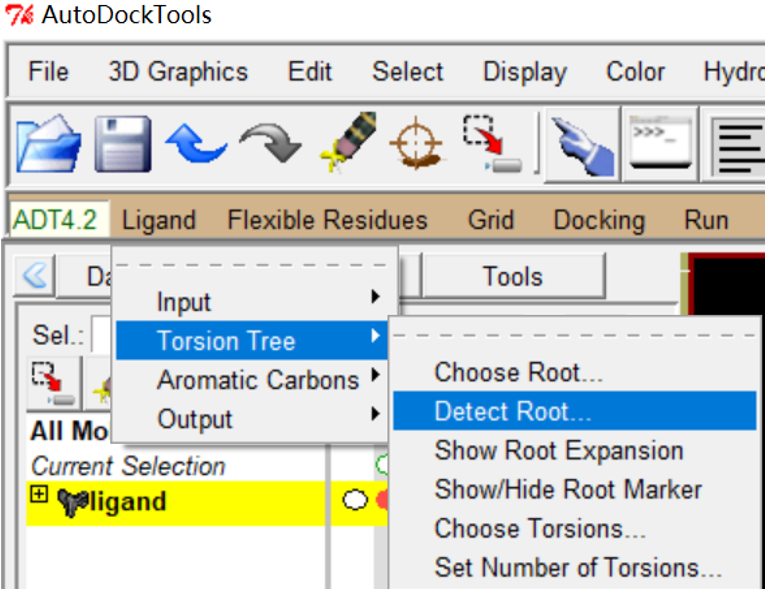 AutoDockTools
File 3D Graphics Edit Select Display Color Hydro
>>>_
ADT4.2 Ligand Flexible Residues Grid Docking Run
Da Tools
Input
Sel.:
Torsion Tree
Choose Root...
Aromatic Carbons
Detect Root...
Output
All Mo
Show Root Expansion
Current Selection
Show/Hide Root Marker
ligand
Choose Torsions...
Set Number of Torsions...